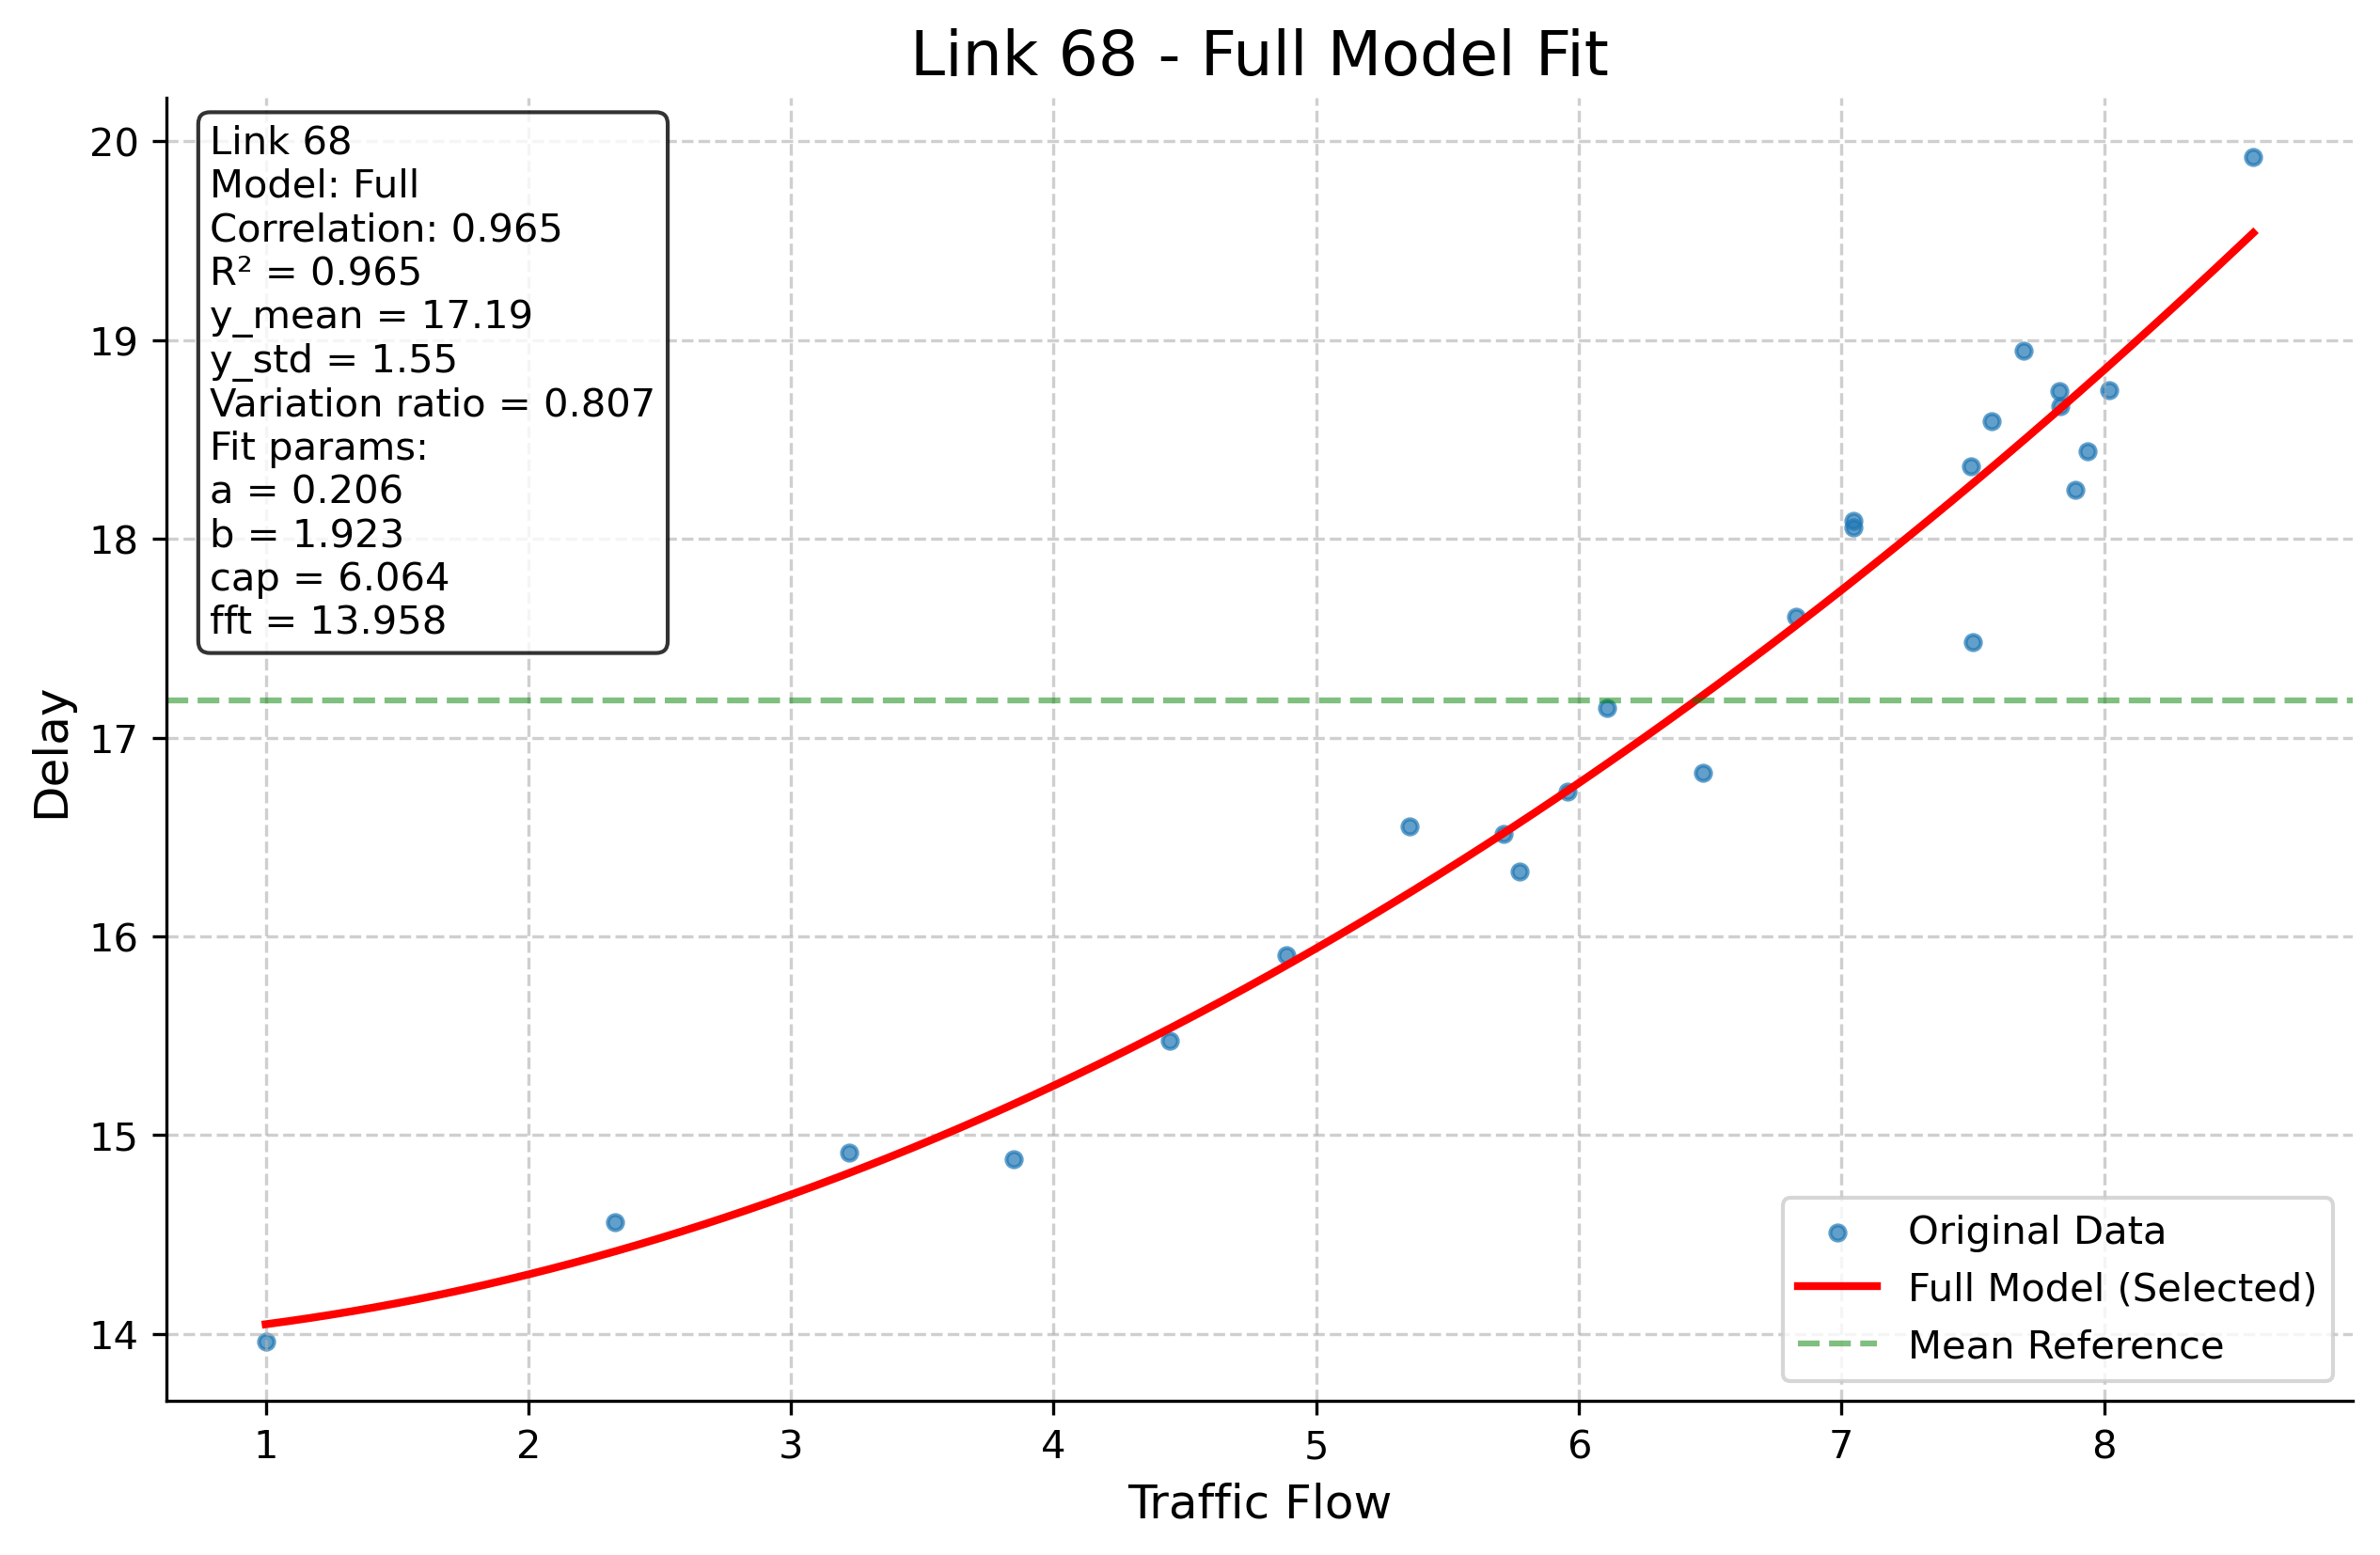 Link 68 - Full Model Fit
Link 68
Model: Full
Correlation: 0.965
R² = 0.965
y_mean = 17.19
y_std = 1.55
Variation ratio = 0.807
Fit params:
a = 0.206
b = 1.923
cap = 6.064
fft = 13.958
20
19
18
17
16
15
14
Delay
Original Data
Full Model (Selected)
Mean Reference
1 2 3 4 5 6 7 8
Traffic Flow